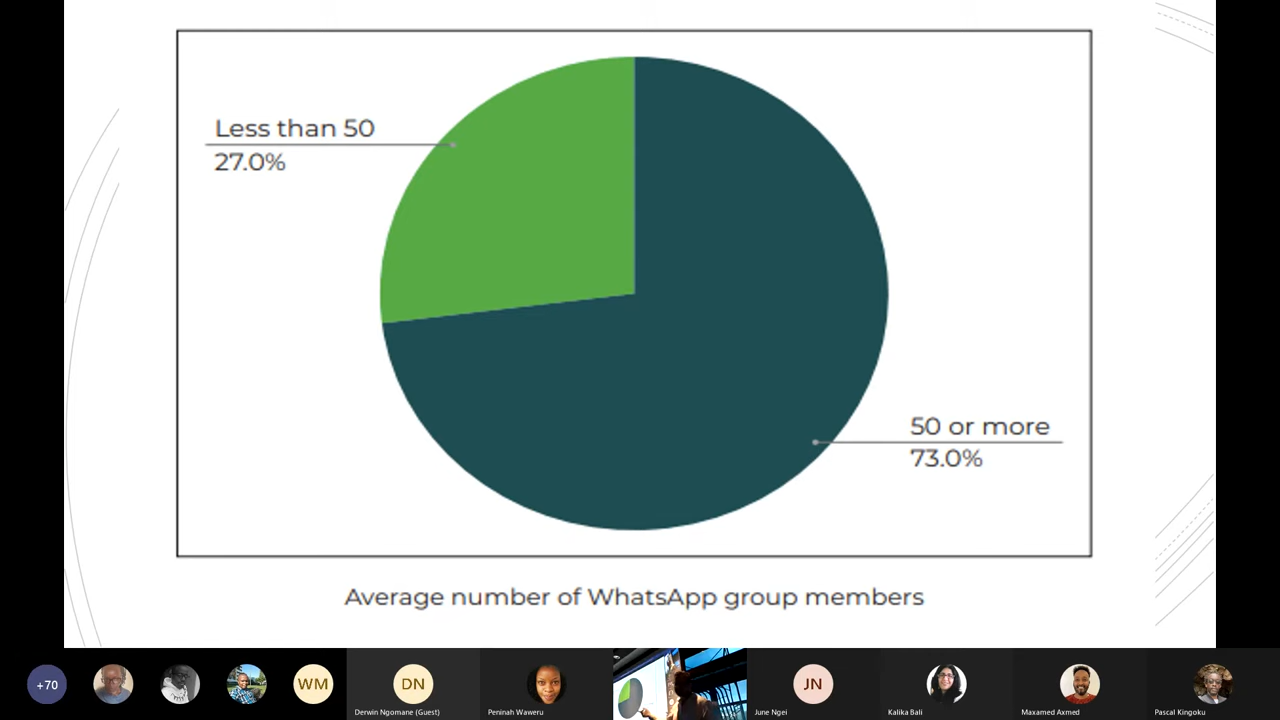 Less than 50
27.0%
50 or more
73.0%
Average number of WhatsApp group members
+70
WM
DN
Derwin Ngomane (Guest)
Peninah Waweru
JN
June Ngei
Kalika Bali
Maxamed Axmed
Pascal Kingoku